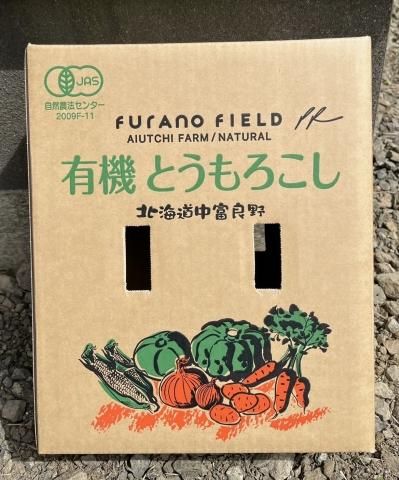 JAS
自然農法センター
2009F-11
FURANO FIELD PR
AIUTCHI FARM/NATURAL
有機 とうもろこし
北海道中富良野